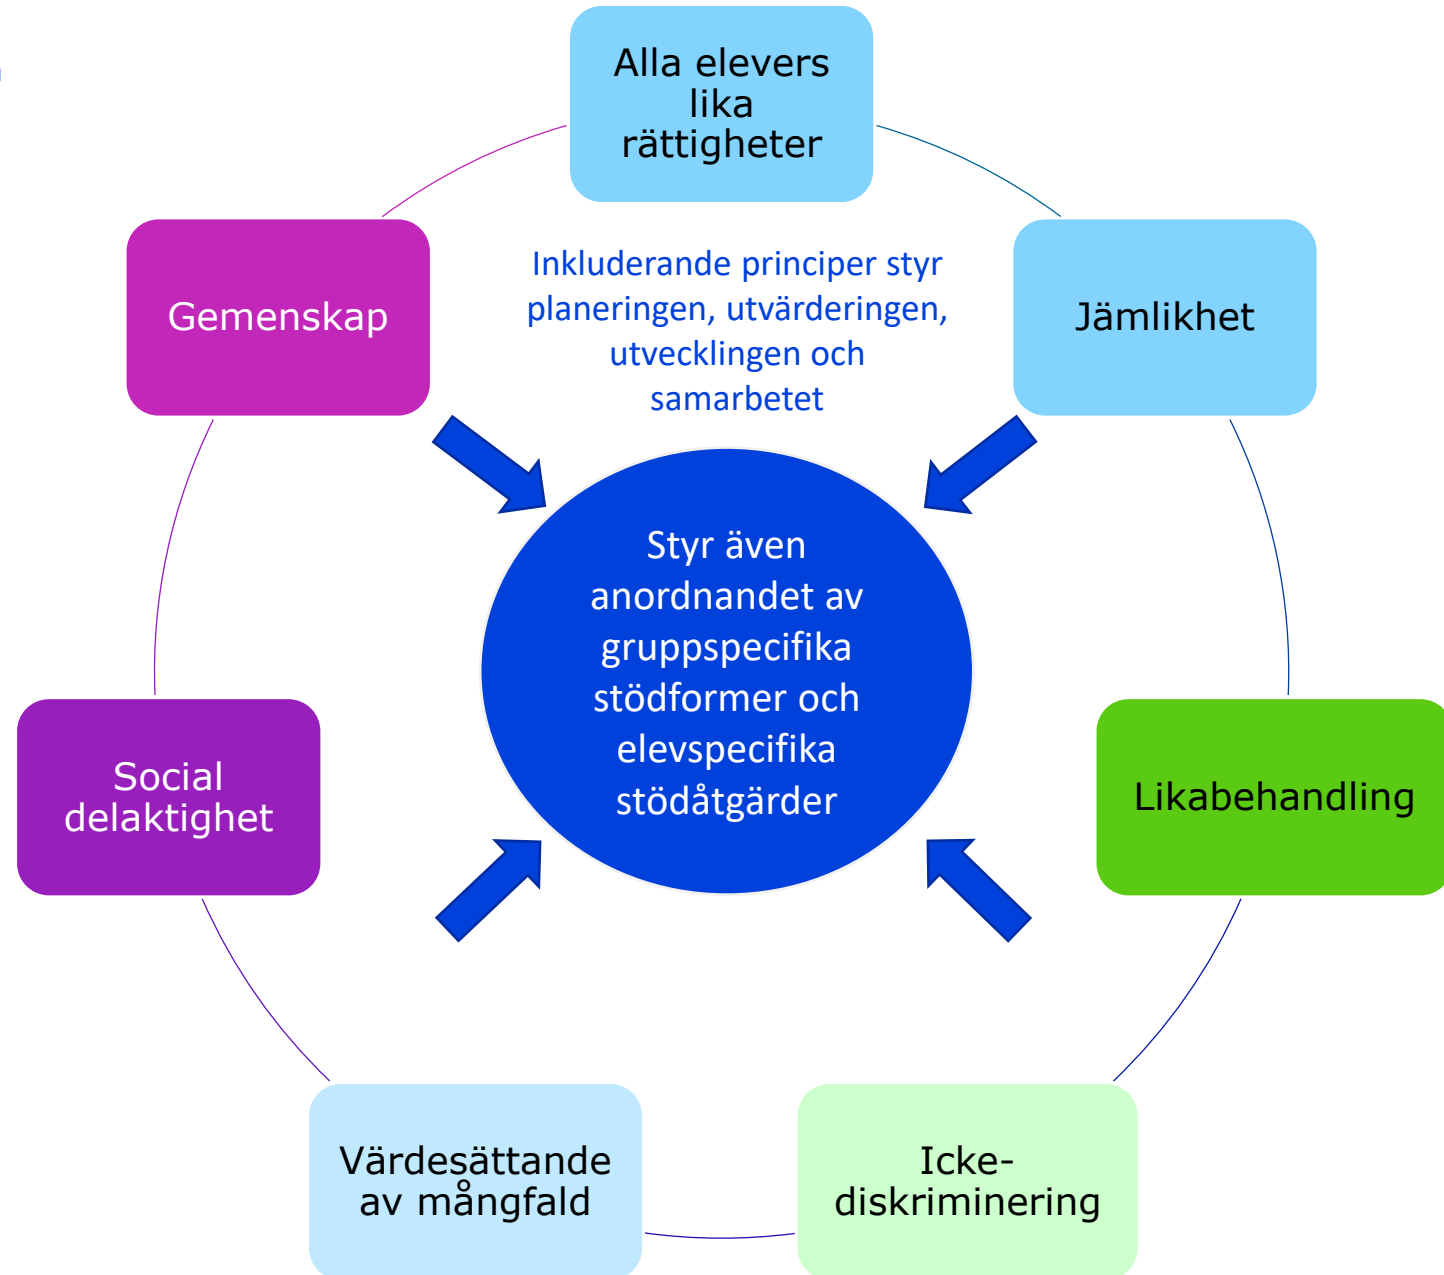 Alla elevers
lika
rättigheter
Inkluderande principer styr
planeringen, utvärderingen,
utvecklingen och
samarbetet
Gemenskap
Jämlikhet
Styr även
anordnandet av
gruppspecifika
stödformer och
elevspecifika
stödåtgärder
Social
delaktighet
Likabehandling
Värdesättande
av mångfald
Icke-
diskriminering